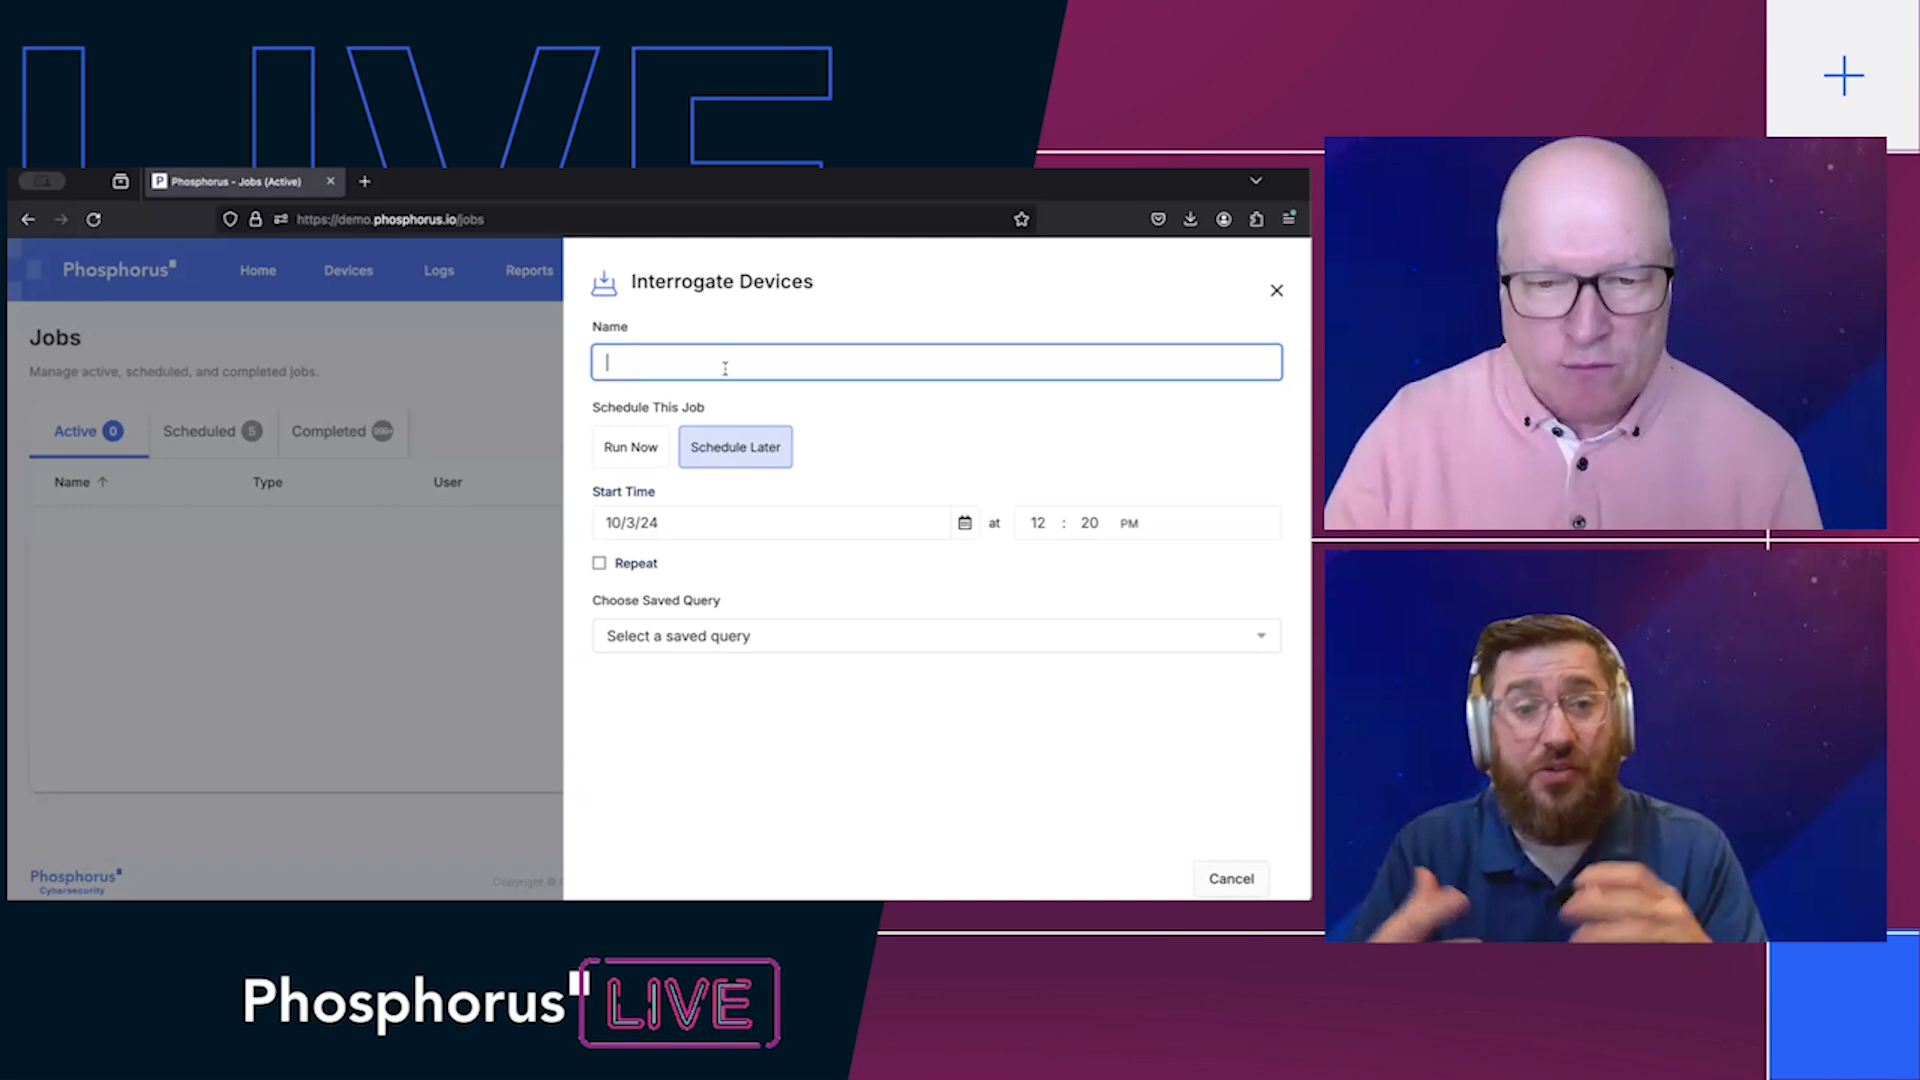 LIVE
Phosphorus - Jobs (Active)
https://demo.phosphorus.io/jobs
Phosphorus
Home
Devices
Logs
Reports
Jobs
Manage active, scheduled, and completed jobs.
Active 0
Scheduled 5
Completed 999+
Name
Type
User
Interrogate Devices
Name
Schedule This Job
Run Now
Schedule Later
Start Time
10/3/24
at
12 : 20 PM
Repeat
Choose Saved Query
Select a saved query
Cancel
Phosphorus
Cybersecurity
Copyright ©
Phosphorus LIVE